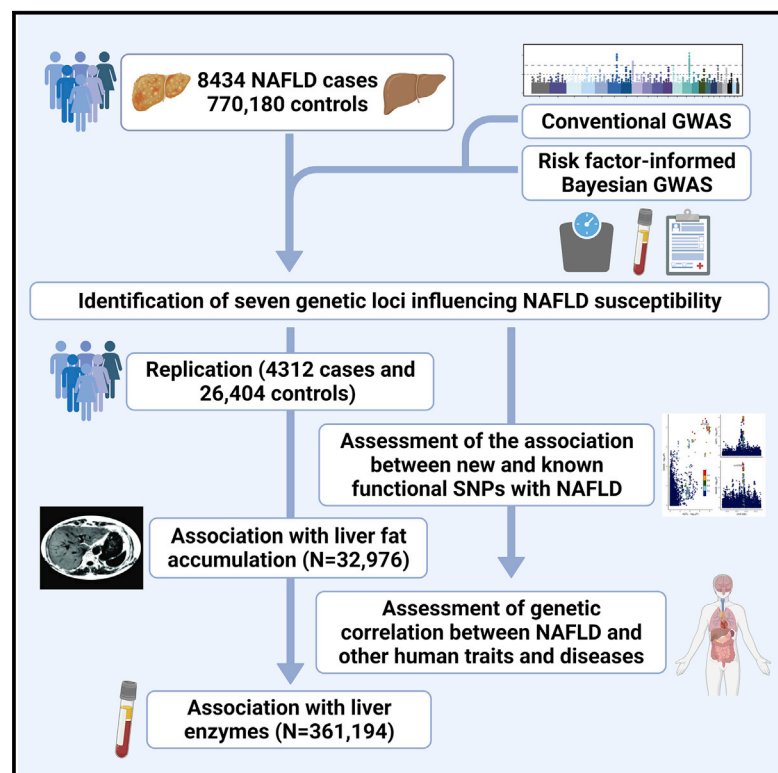 8434 NAFLD cases
770,180 controls
Conventional GWAS
Risk factor-informed
Bayesian GWAS
Identification of seven genetic loci influencing NAFLD susceptibility
Replication (4312 cases and
26,404 controls)
Assessment of the association
between new and known
functional SNPs with NAFLD
Association with liver fat
accumulation (N=32,976)
Assessment of genetic
correlation between NAFLD and
other human traits and diseases
Association with liver
enzymes (N=361,194)